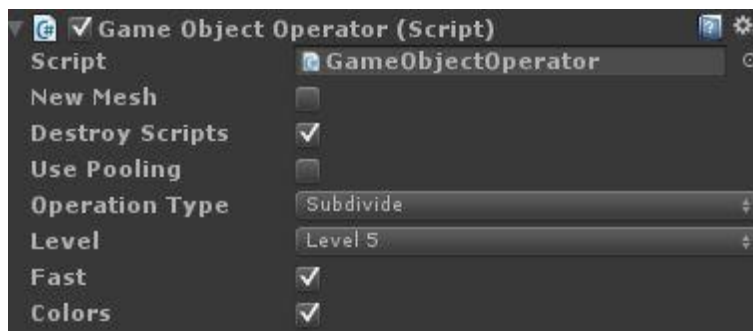 Game Object Operator (Script)
Script GameObjectOperator
New Mesh
Destroy Scripts
Use Pooling
Operation Type Subdivide
Level Level 5
Fast
Colors